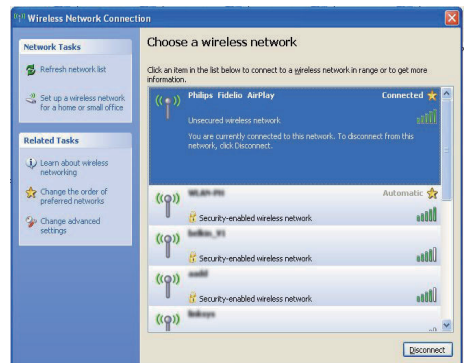 Wireless Network Connection
Network Tasks
Refresh network list
Set up a wireless network
for a home or small office
Related Tasks
Learn about wireless
networking
Change the order of
preferred networks
Change advanced
settings
Choose a wireless network
Click an item in the list below to connect to a wireless network in range or to get more
information.
Philips Fidelio AirPlay
Connected
Unsecured wireless network
You are currently connected to this network. To disconnect from this
network, click Disconnect.
Automatic
Security-enabled wireless network
Security-enabled wireless network
Security-enabled wireless network
Disconnect